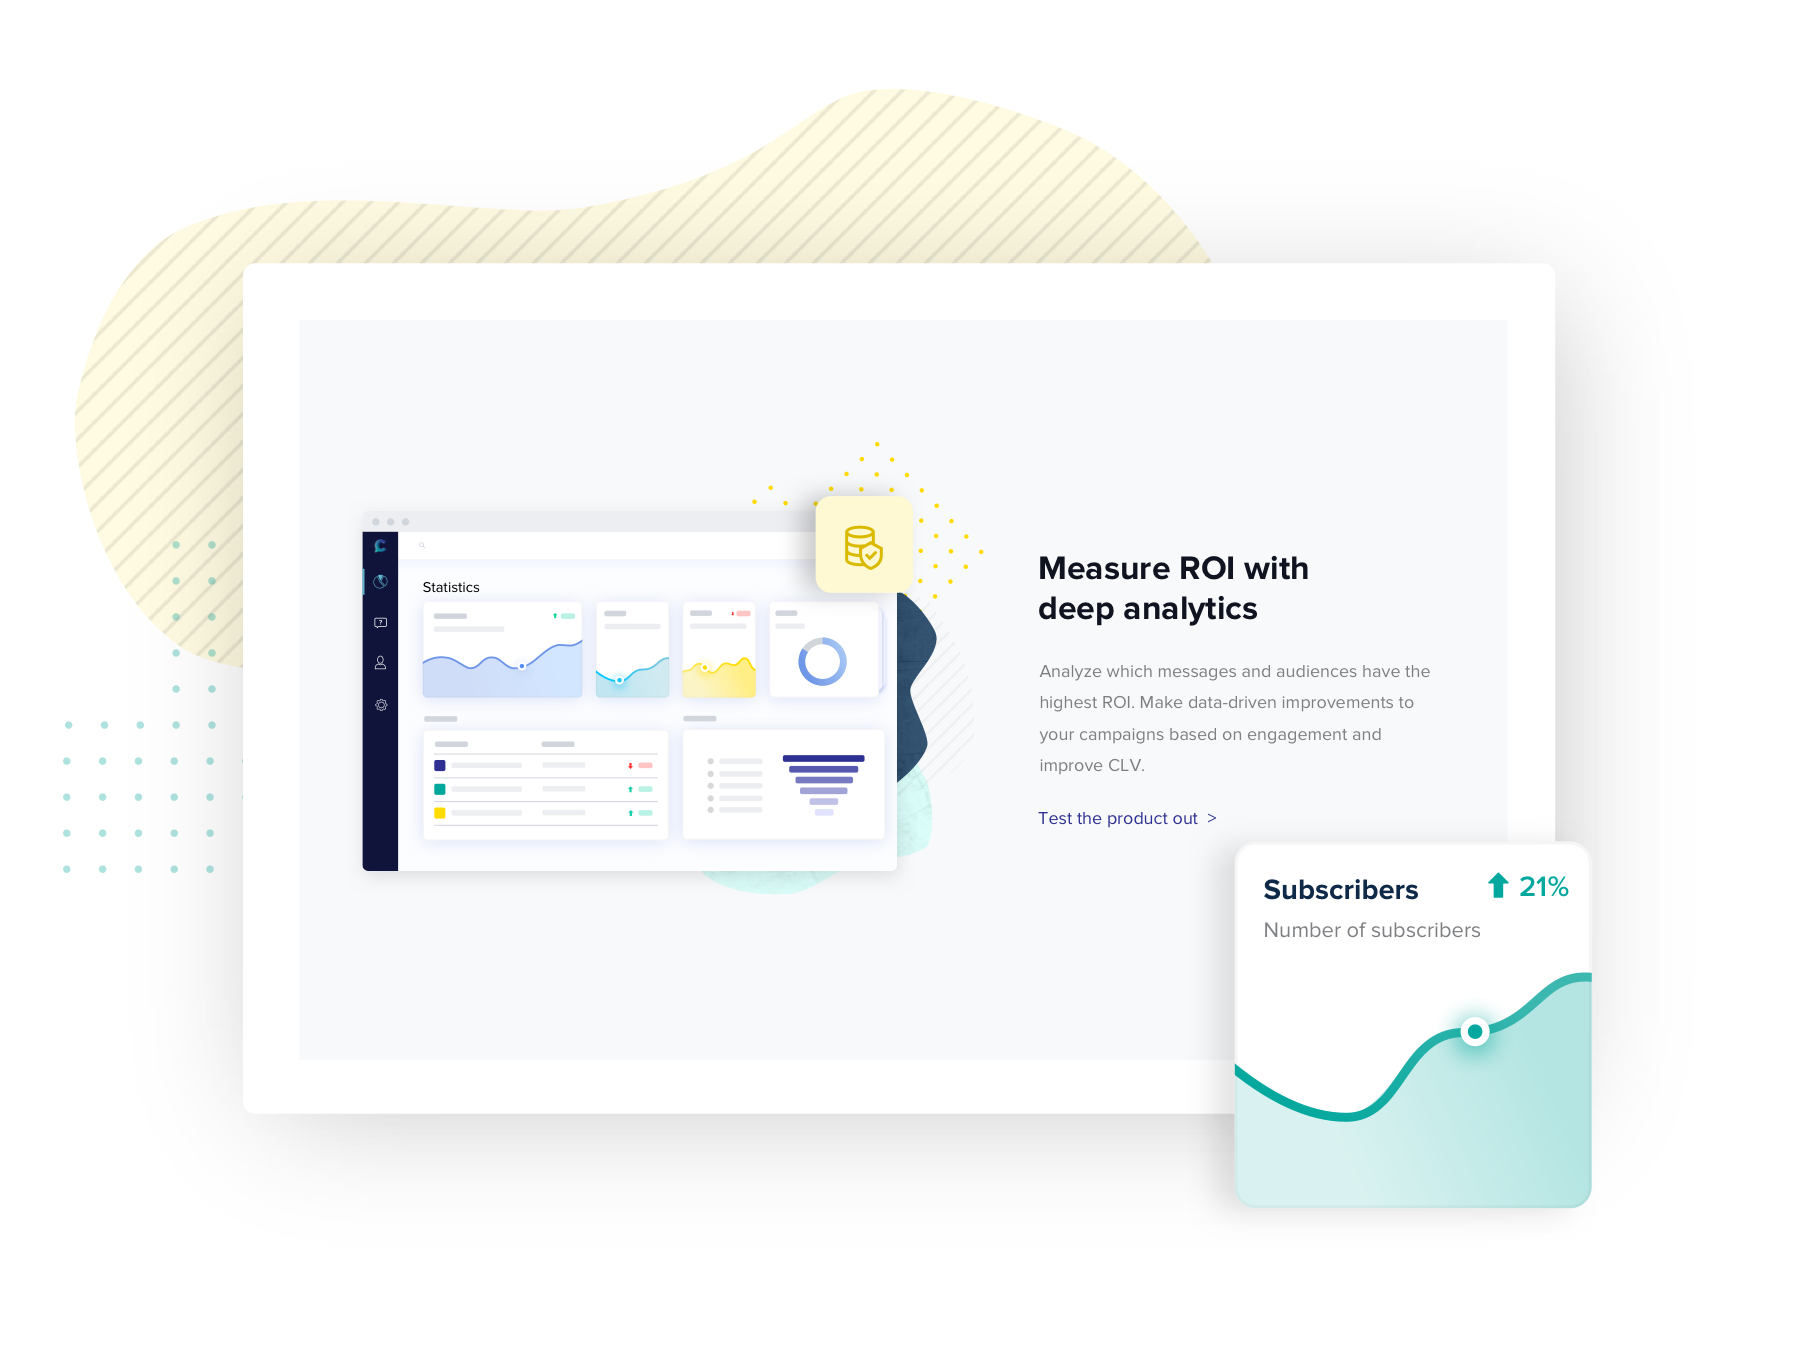 Statistics
Measure ROI with
deep analytics
Analyze which messages and audiences have the
highest ROI. Make data-driven improvements to
your campaigns based on engagement and
improve CLV.
Test the product out >
Subscribers
21%
Number of subscribers